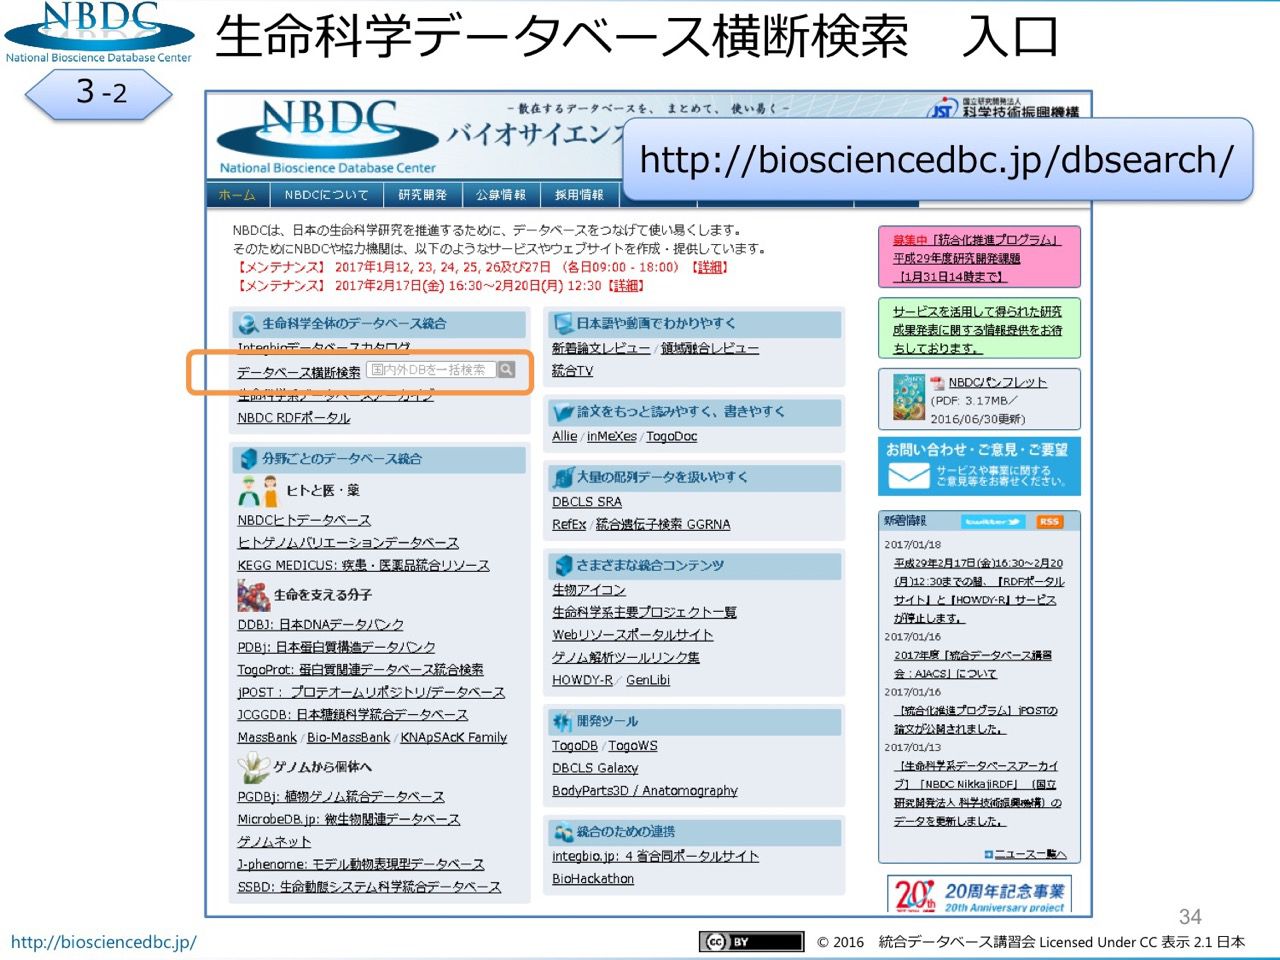 NBDC
National Bioscience Database Center
生命科学データベース横断検索　入口
3-2
NBDC
National Bioscience Database Center
－散在するデータベースを、まとめて、使い易く－
バイオサイエンス
JST
国立研究開発法人
科学技術振興機構
http://biosciencedbc.jp/dbsearch/
ホーム
NBDCについて
研究開発
公募情報
採用情報
NBDCは、日本の生命科学研究を推進するために、データベースをつなげて使い易くします。
そのためにNBDCや協力機関は、以下のようなサービスやウェブサイトを作成・提供しています。
【メンテナンス】 2017年1月12, 23, 24, 25, 26及び27日 （各日09:00 - 18:00）【詳細】
【メンテナンス】 2017年2月17日(金) 16:30～2月20日(月) 12:30【詳細】
生命科学全体のデータベース統合
Integbioデータベースカタログ
データベース横断検索 国内外DBを一括検索
生命科学系データベースアーカイブ
NBDC RDFポータル
分野ごとのデータベース統合
ヒトと医・薬
NBDCヒトデータベース
ヒトゲノムバリエーションデータベース
KEGG MEDICUS: 疾患・医薬品統合リソース
生命を支える分子
DDBJ: 日本DNAデータバンク
PDBj: 日本蛋白質構造データバンク
TogoProt: 蛋白質関連データベース統合検索
jPOST： プロテオームリポジトリ/データベース
JCGGDB: 日本糖鎖科学統合データベース
MassBank / Bio-MassBank / KNApSAcK Family
ゲノムから個体へ
PGDBj: 植物ゲノム統合データベース
MicrobeDB.jp: 微生物関連データベース
ゲノムネット
J-phenome: モデル動物表現型データベース
SSBD: 生命動態システム科学統合データベース
日本語や動画でわかりやすく
新着論文レビュー / 領域融合レビュー
統合TV
論文をもっと読みやすく、書きやすく
Allie / inMeXes / TogoDoc
大量の配列データを扱いやすく
DBCLS SRA
RefEx / 統合遺伝子検索 GGRNA
さまざまな統合コンテンツ
生物アイコン
生命科学系主要プロジェクト一覧
Webリソースポータルサイト
ゲノム解析ツールリンク集
HOWDY-R / GenLibi
開発ツール
TogoDB / TogoWS
DBCLS Galaxy
BodyParts3D / Anatomography
統合のための連携
integbio.jp: 4 省合同ポータルサイト
BioHackathon
募集中「統合化推進プログラム」
平成29年度研究開発課題
【1月31日14時まで】
サービスを活用して得られた研究
成果発表に関する情報提供をお待
ちしております。
NBDCパンフレット
(PDF: 3.17MB／
2016/06/30更新)
お問い合わせ・ご意見・ご要望
サービスや事業に関する
ご意見等をお寄せください。
新着情報 twitter RSS
2017/01/18
平成29年2月17日(金)16:30～2月20
(月)12:30までの間、『RDFポータル
サイト』と『HOWDY-R』サービス
が停止します。
2017/01/16
2017年度「統合データベース講習
会：AJACS」について
2017/01/16
【統合化推進プログラム】jPOSTの
論文が公開されました。
2017/01/13
【生命科学系データベースアーカイ
ブ】「NBDC NikkajiRDF」（国立
研究開発法人 科学技術振興機構）の
データを更新しました。
ニュース一覧へ
20th 20周年記念事業
20th Anniversary project
34
http://biosciencedbc.jp/
cc BY
© 2016　統合データベース講習会 Licensed Under CC 表示 2.1 日本